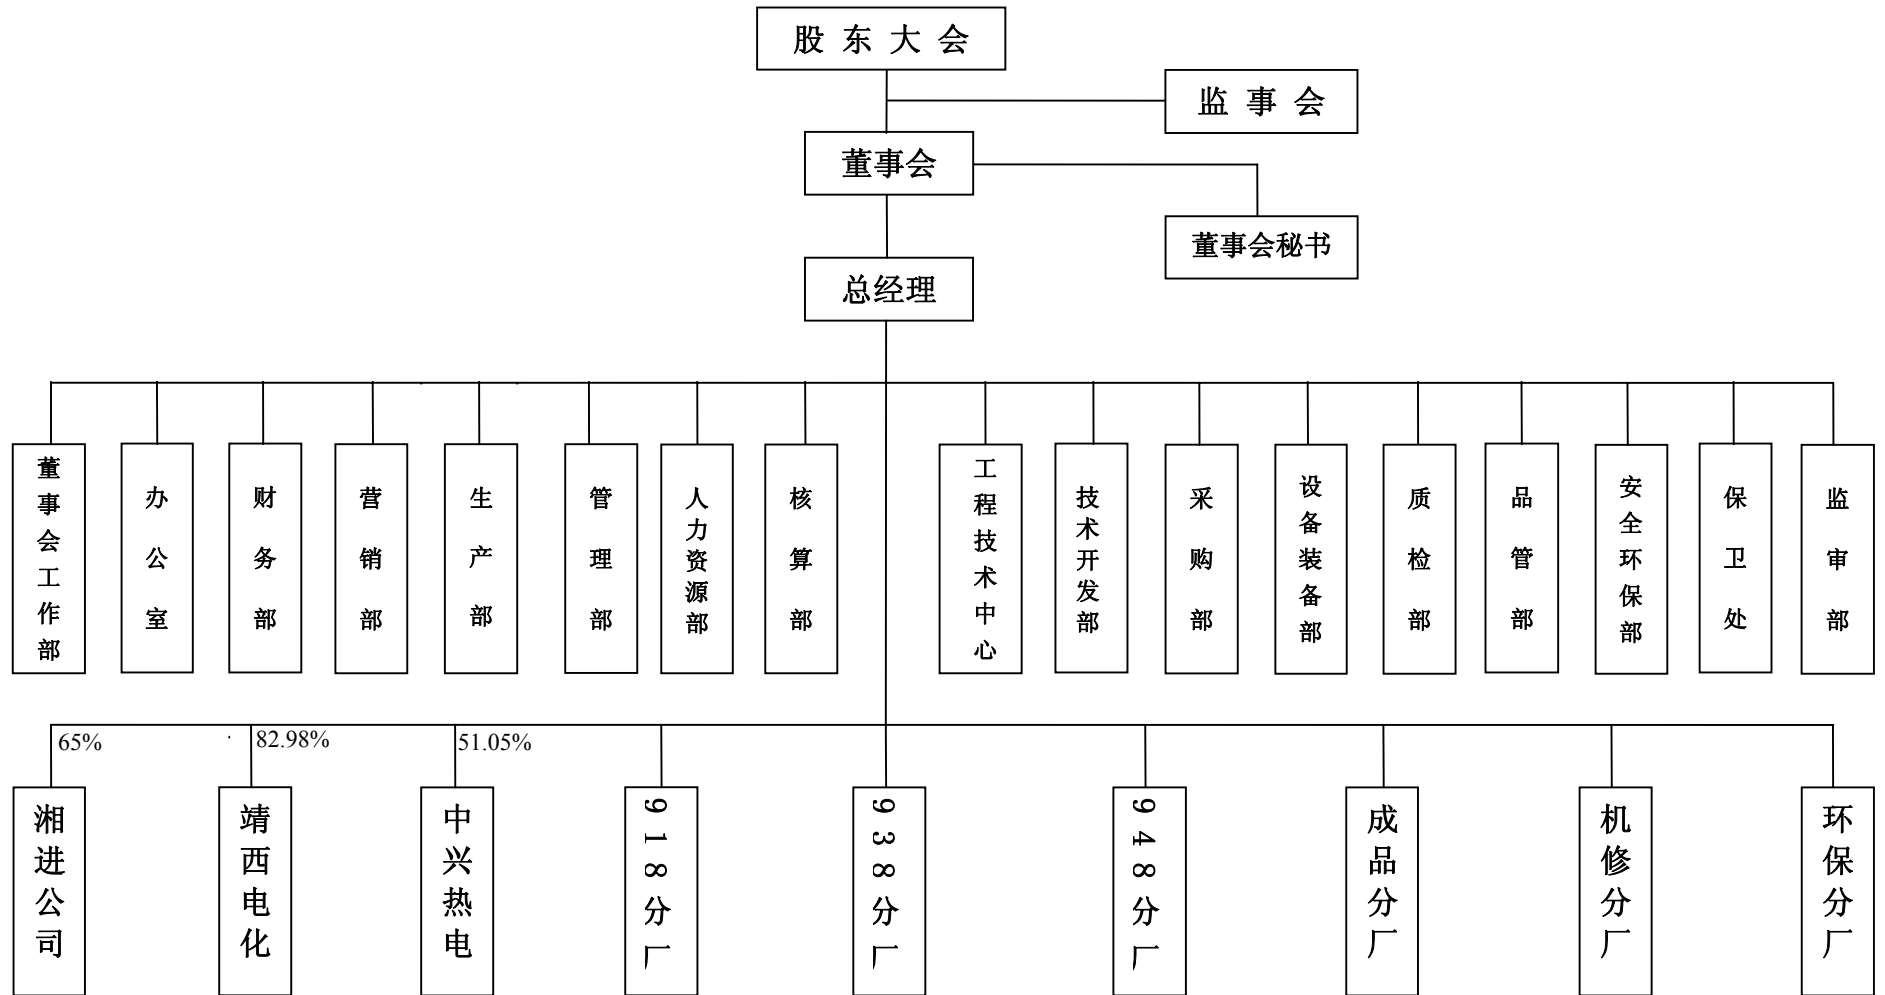 股东大会
监事会
董事会
董事会秘书
总经理
董事会工作部
办公室
财务部
营销部
生产部
管理部
人力资源部
核算部
工程技术中心
技术开发部
采购部
设备装备部
质检部
品管部
安全环保部
保卫处
监审部
65%
82.98%
51.05%
湘进公司
靖西电化
中兴热电
918分厂
938分厂
948分厂
成品分厂
机修分厂
环保分厂